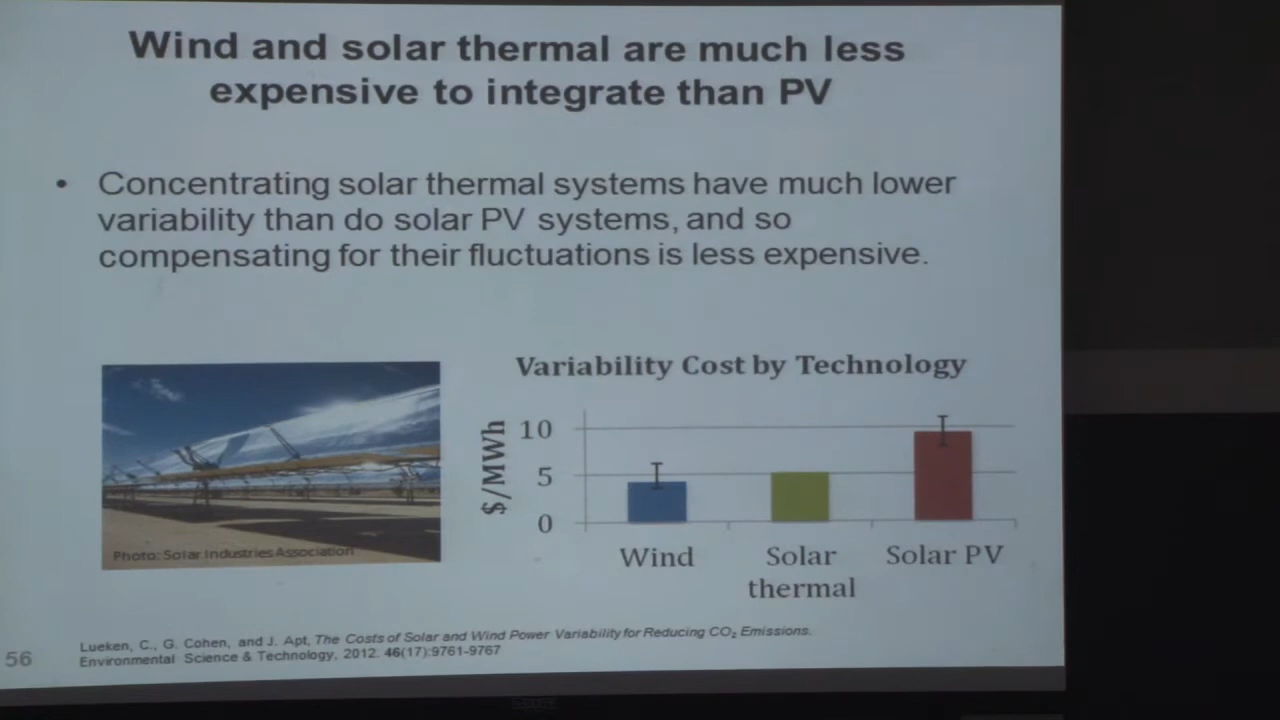 Wind and solar thermal are much less
expensive to integrate than PV
• Concentrating solar thermal systems have much lower
variability than do solar PV systems, and so
compensating for their fluctuations is less expensive.
Photo: Solar Industries Association
Variability Cost by Technology
$/MWh
10
5
0
Wind
Solar
thermal
Solar PV
Lueken, C., G. Cohen, and J. Apt, The Costs of Solar and Wind Power Variability for Reducing CO₂ Emissions.
Environmental Science & Technology, 2012. 46(17):9761-9767
56